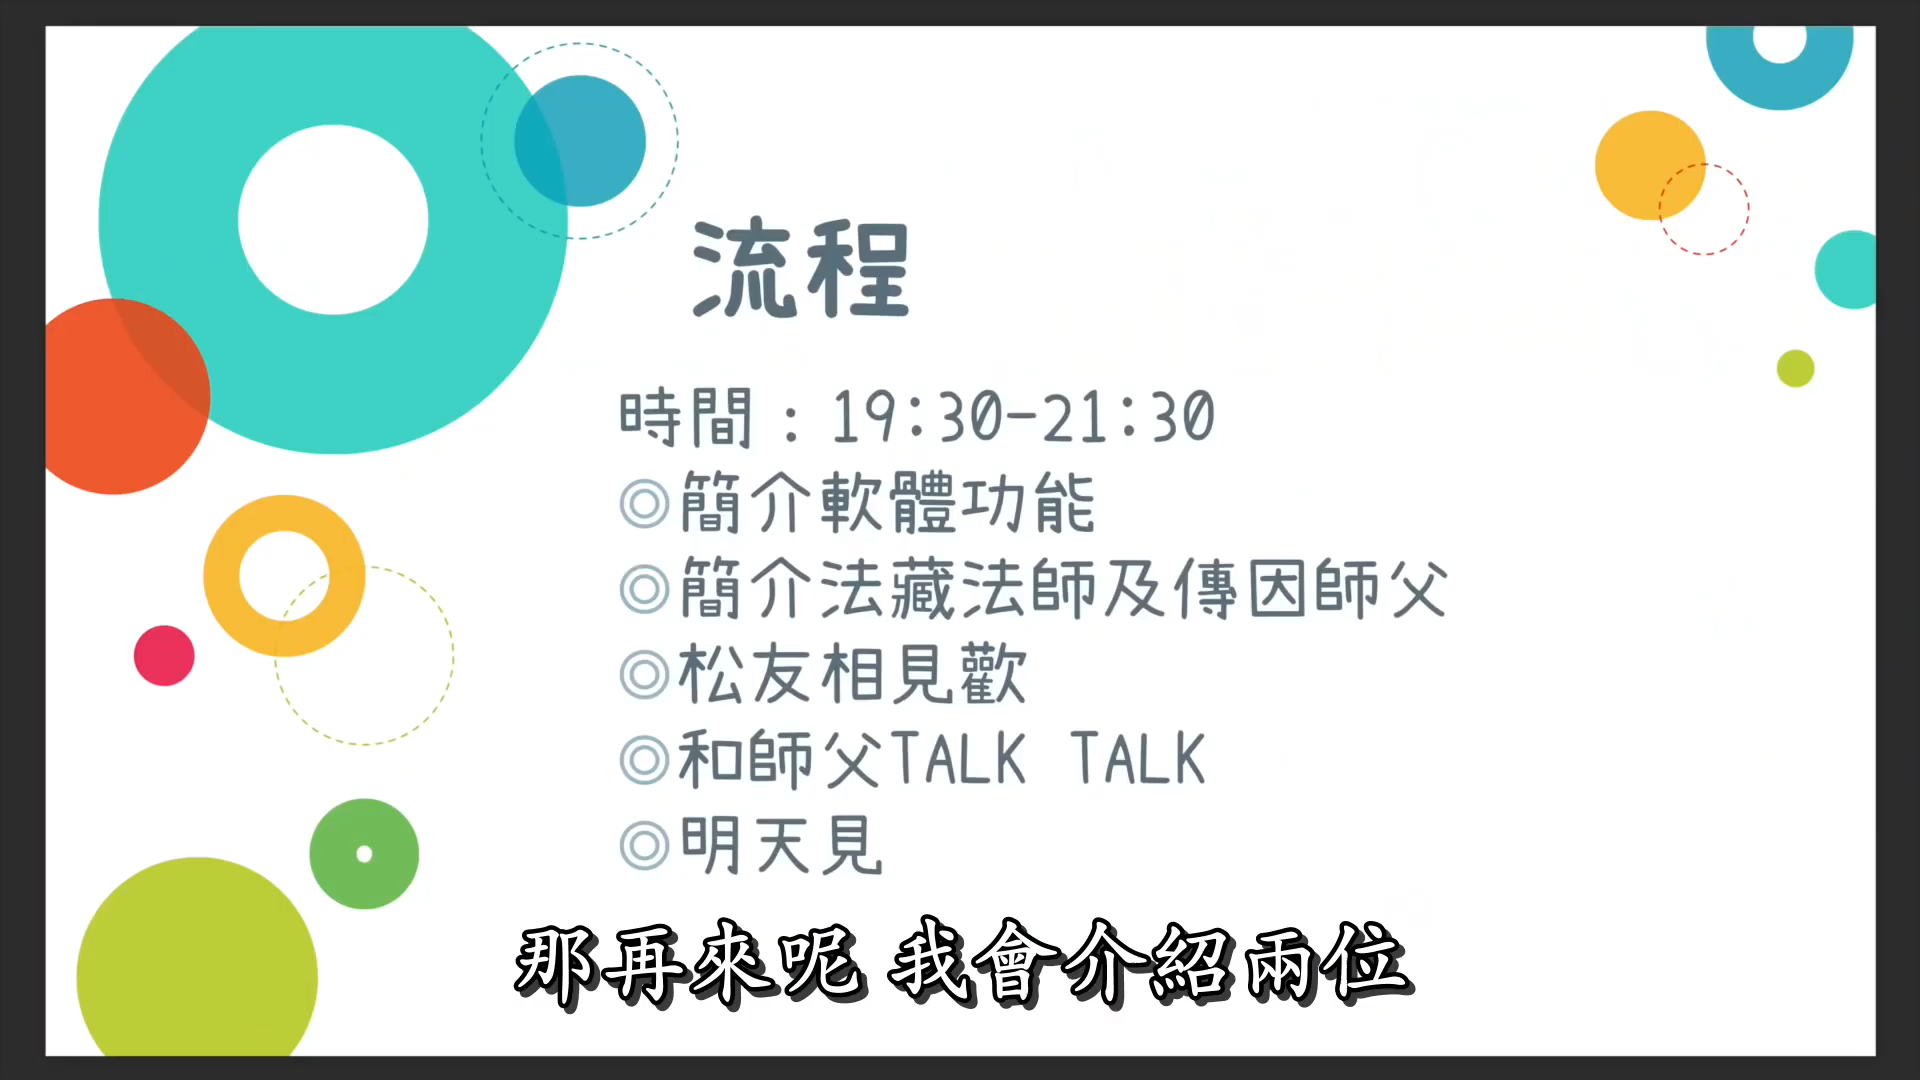 流程
時間：19:30-21:30
◎簡介軟體功能
◎簡介法藏法師及傳因師父
◎松友相見歡
◎和師父TALK TALK
◎明天見
那再來呢 我會介紹兩位